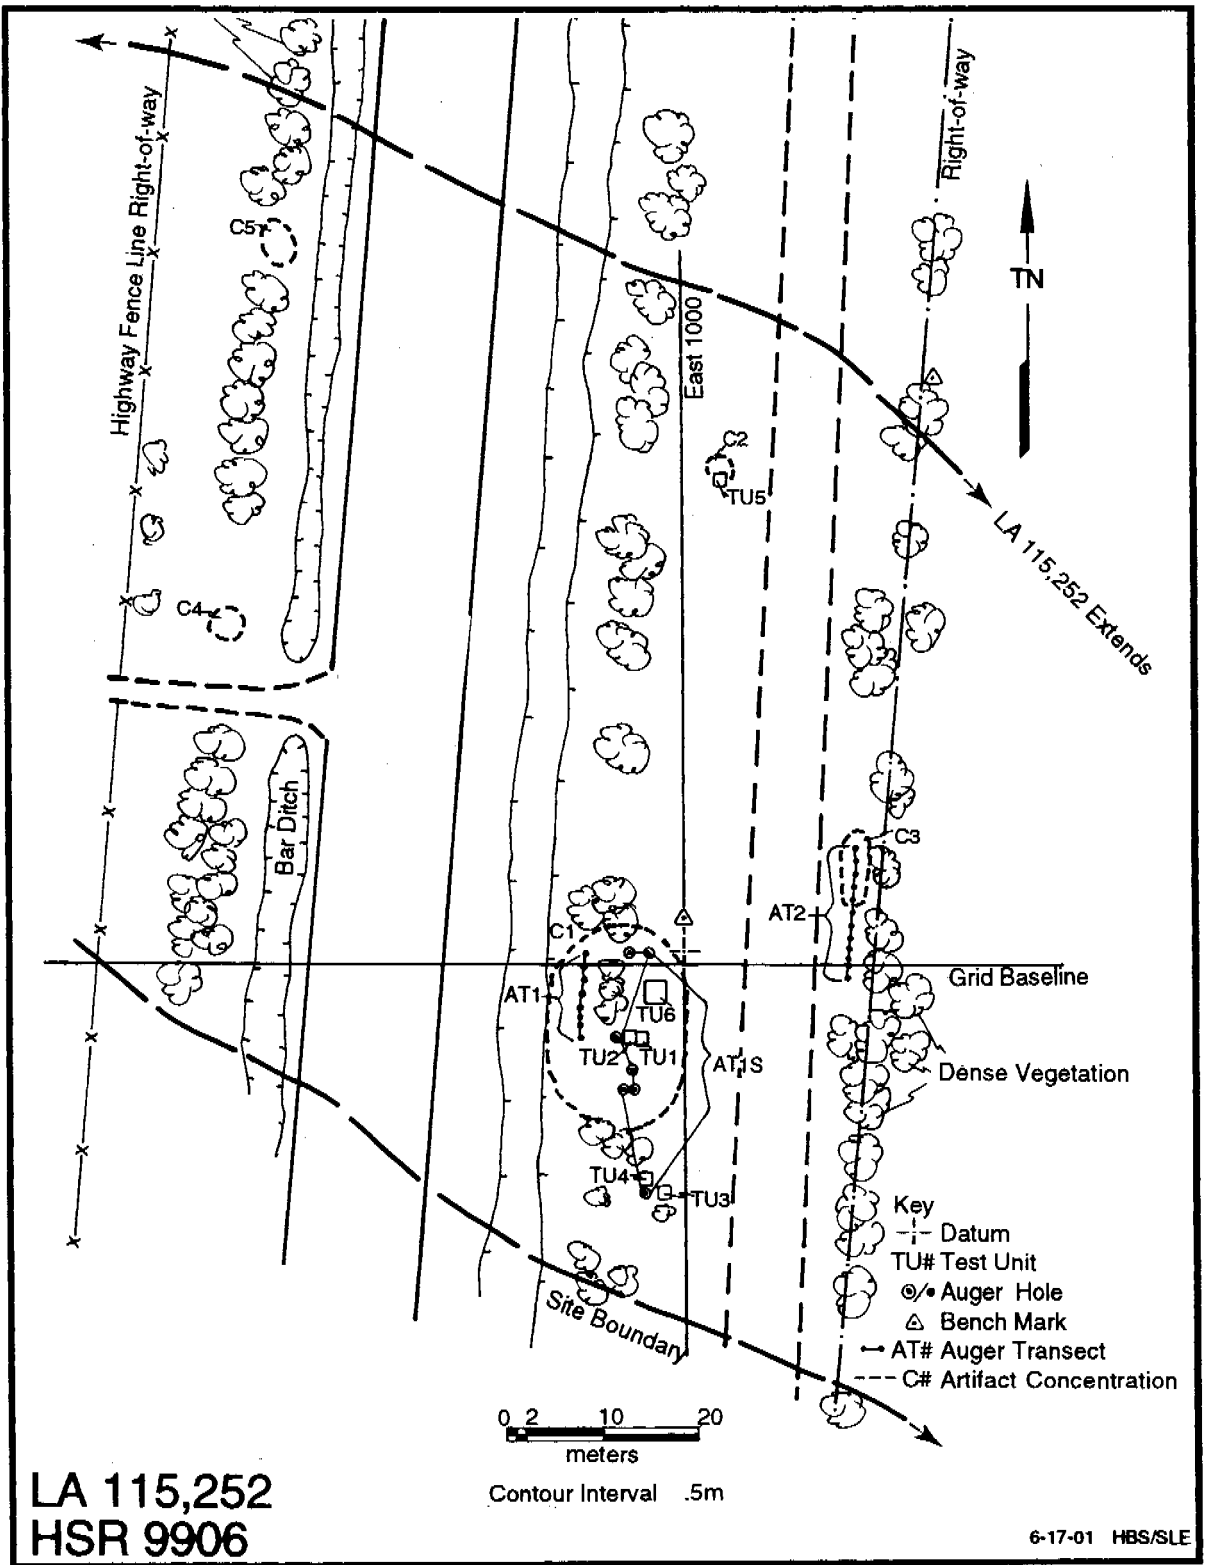 Right-of-way
Highway Fence Line Right-of-way
C5
TN
East 1000
C2
TU5
LA 115,252 Extends
C4
Bar Ditch
C3
AT2
C1
Grid Baseline
AT1
TU6
TU2
TU1
AT1S
Dense Vegetation
TU4
TU3
Site Boundary
Key
Datum
TU# Test Unit
Auger Hole
Bench Mark
AT# Auger Transect
C# Artifact Concentration
0 2 10 20
meters
Contour Interval .5m
LA 115,252
HSR 9906
6-17-01 HBS/SLE